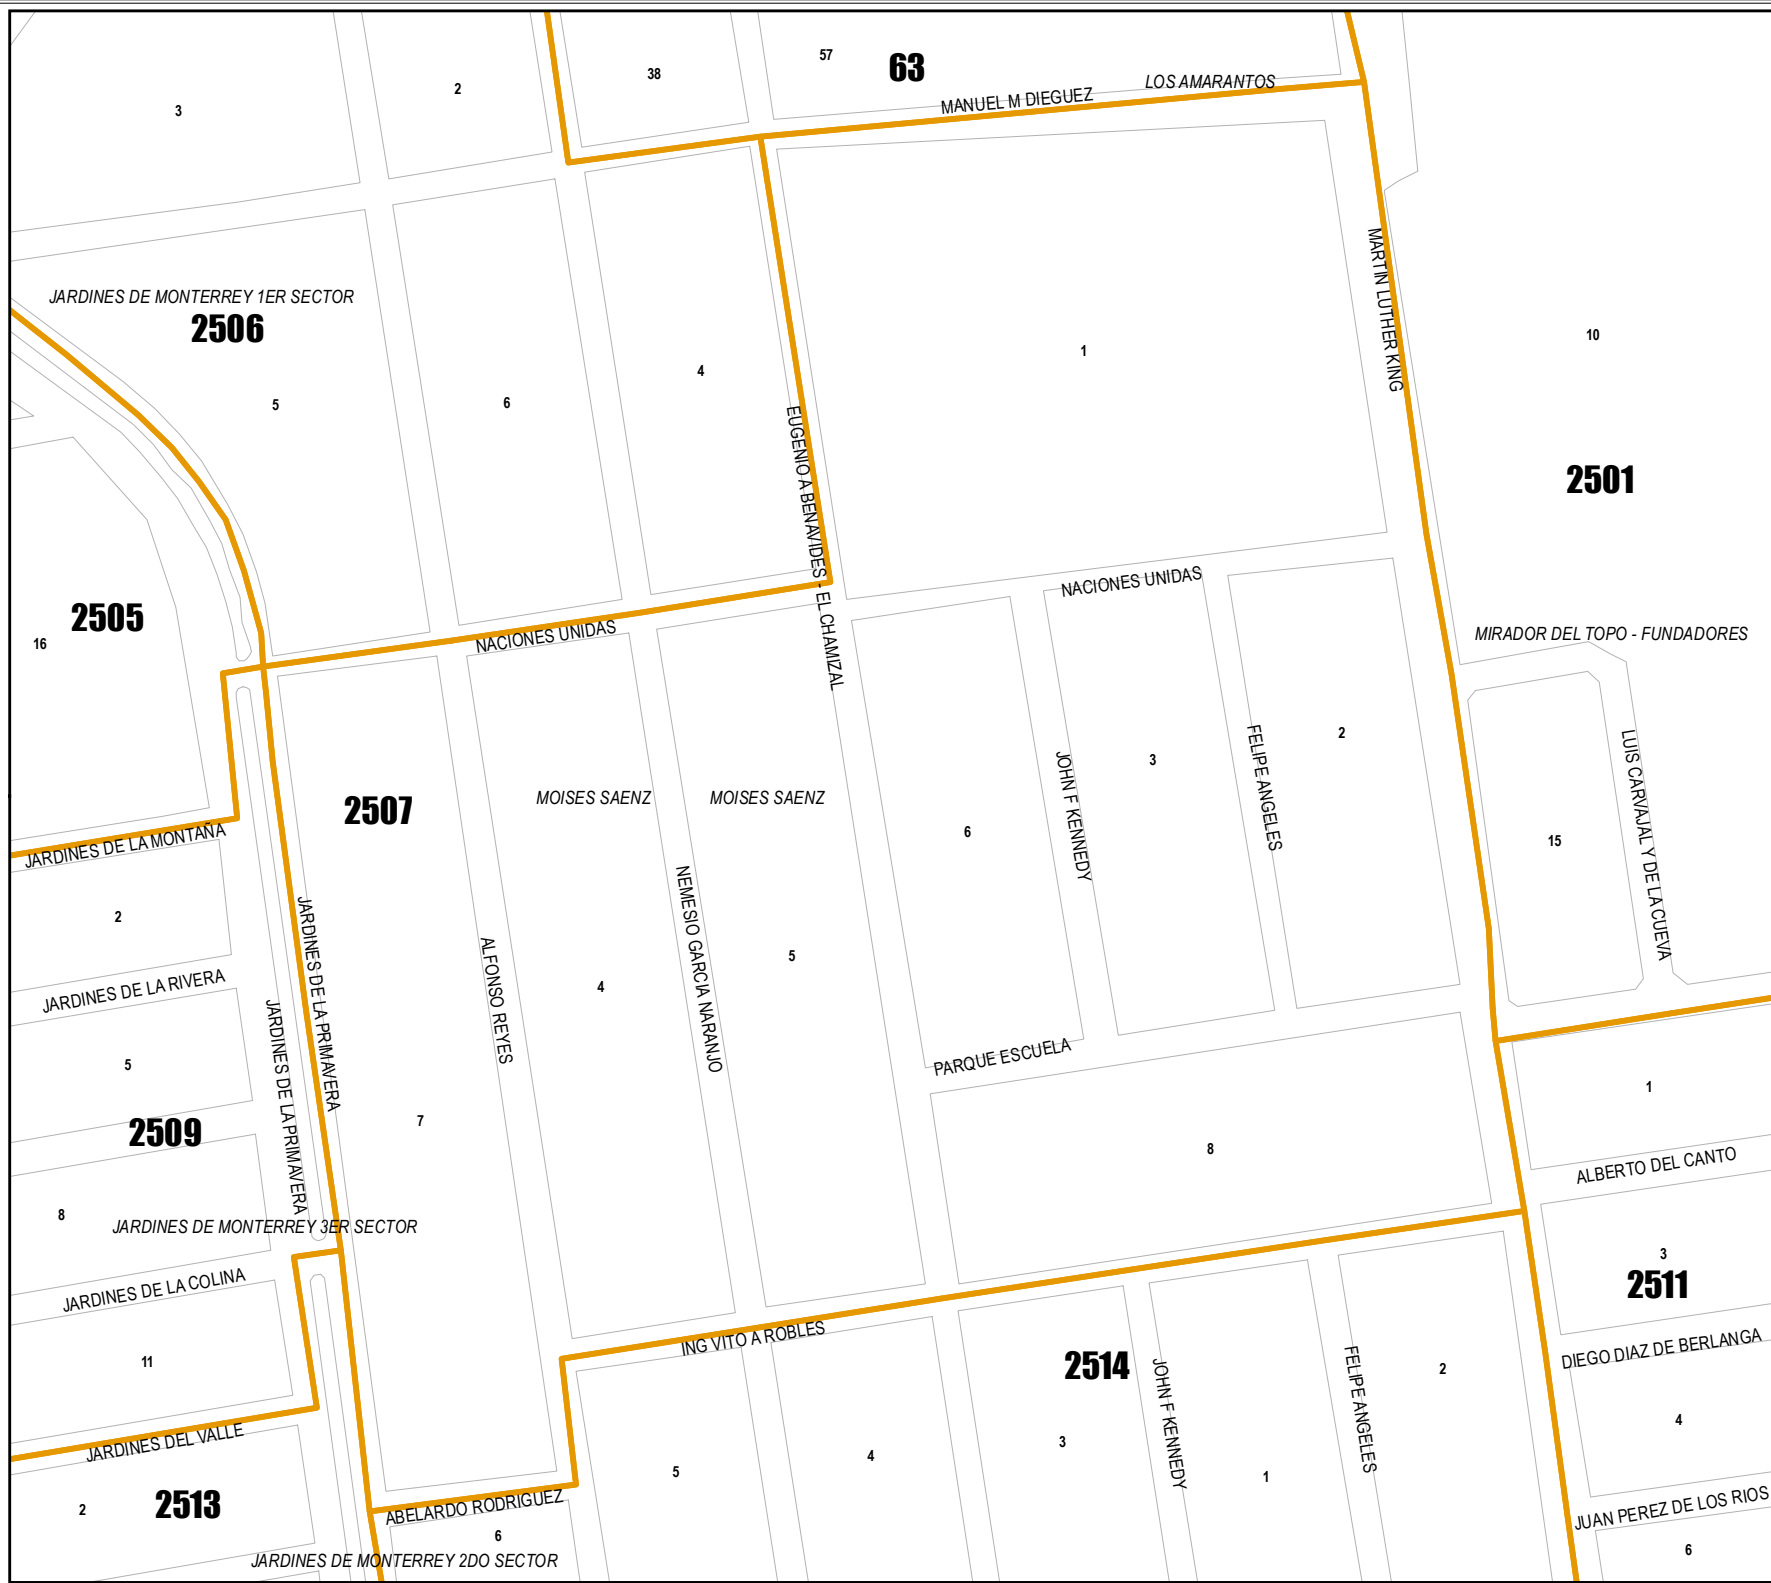 57
63
38
LOS AMARANTOS
2
MANUEL M DIEGUEZ
3
MARTIN LUTHER KING
JARDINES DE MONTERREY 1ER SECTOR
2506
10
1
4
5
6
EUGENIO A BENAVIDES - EL CHAMIZAL
2501
NACIONES UNIDAS
2505
16
NACIONES UNIDAS
MIRADOR DEL TOPO - FUNDADORES
2
3
JOHN F KENNEDY
FELIPE ANGELES
LUIS CARVAJAL Y DE LA CUEVA
2507
MOISES SAENZ
MOISES SAENZ
6
15
JARDINES DE LA MONTAÑA
2
NEMESIO GARCIA NARANJO
JARDINES DE LA PRIMAVERA
ALFONSO REYES
5
JARDINES DE LA RIVERA
4
JARDINES DE LA PRIMAVERA
PARQUE ESCUELA
5
1
7
2509
8
ALBERTO DEL CANTO
8
JARDINES DE MONTERREY 3ER SECTOR
3
2511
JARDINES DE LA COLINA
ING VITO A ROBLES
DIEGO DIAZ DE BERLANGA
11
2514
2
JOHN F KENNEDY
FELIPE ANGELES
4
JARDINES DEL VALLE
3
4
5
1
2
2513
ABELARDO RODRIGUEZ
JUAN PEREZ DE LOS RIOS
6
6
JARDINES DE MONTERREY 2DO SECTOR